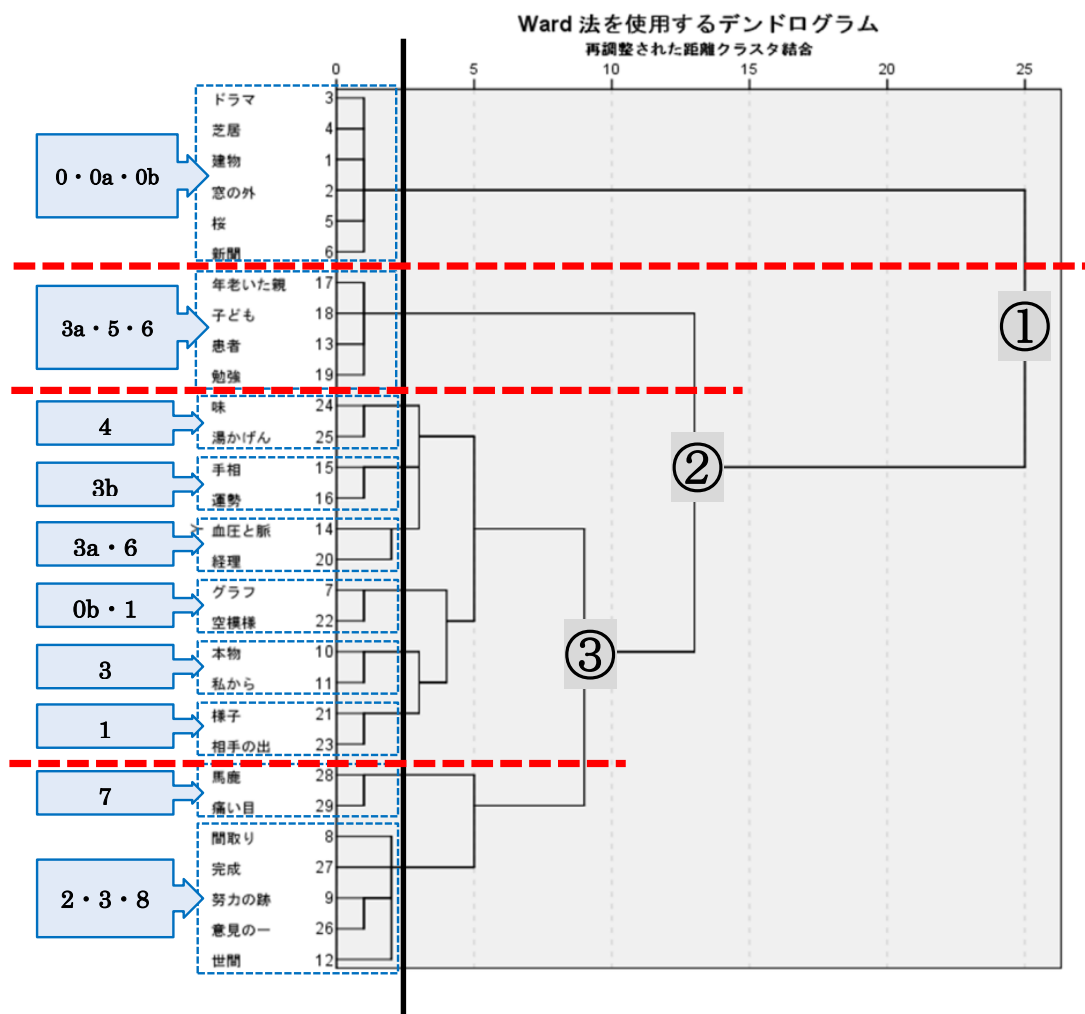 Ward 法を使用するデンドログラム
再調整された距離クラスタ結合
0 5 10 15 20 25
ドラマ 3
芝居 4
建物 1
0・0a・0b
窓の外 2
桜 5
新聞 6
年老いた親 17
子ども 18
3a・5・6
①
患者 13
勉強 19
味 24
4
湯かげん 25
手相 15
②
3b
運勢 16
血圧と脈 14
3a・6
経理 20
グラフ 7
0b・1
空模様 22
本物 10
③
3
私から 11
様子 21
1
相手の出 23
馬鹿 28
7
痛い目 29
間取り 8
完成 27
2・3・8
努力の跡 9
意見の一 26
世間 12